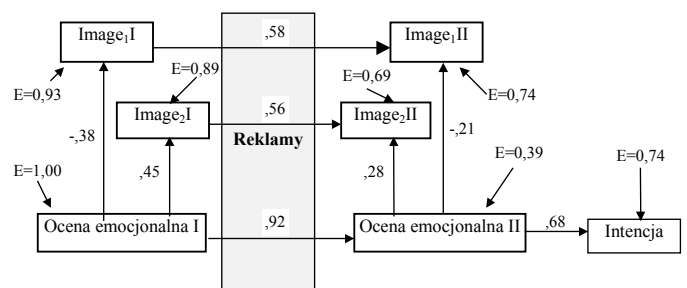 Image₁I
,58
Image₁II
E=0,93
E=0,89
E=0,69
E=0,74
Image₂I
,56
Image₂II
-,38
Reklamy
-,21
E=1,00
,45
,28
E=0,39
E=0,74
Ocena emocjonalna I
,92
Ocena emocjonalna II
,68
Intencja